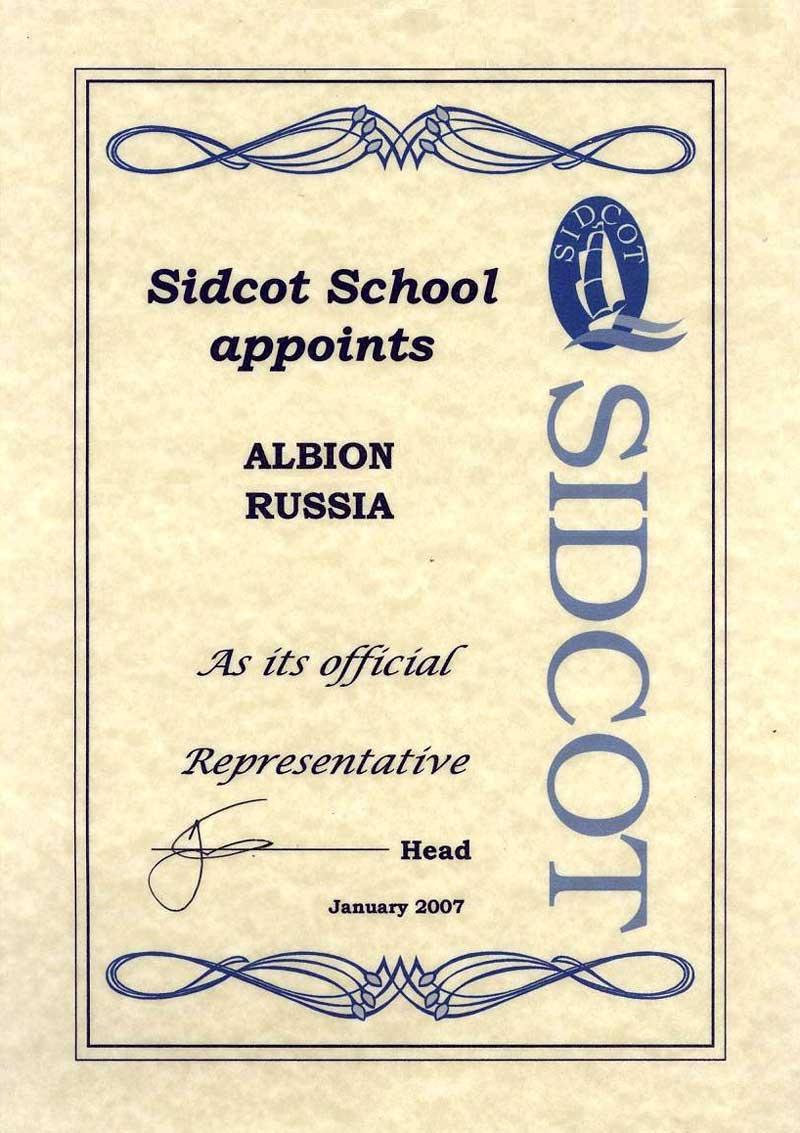 Sidcot School
appoints
ALBION
RUSSIA
As its official
Representative
Head
January 2007
SIDCOT
SIDCOT